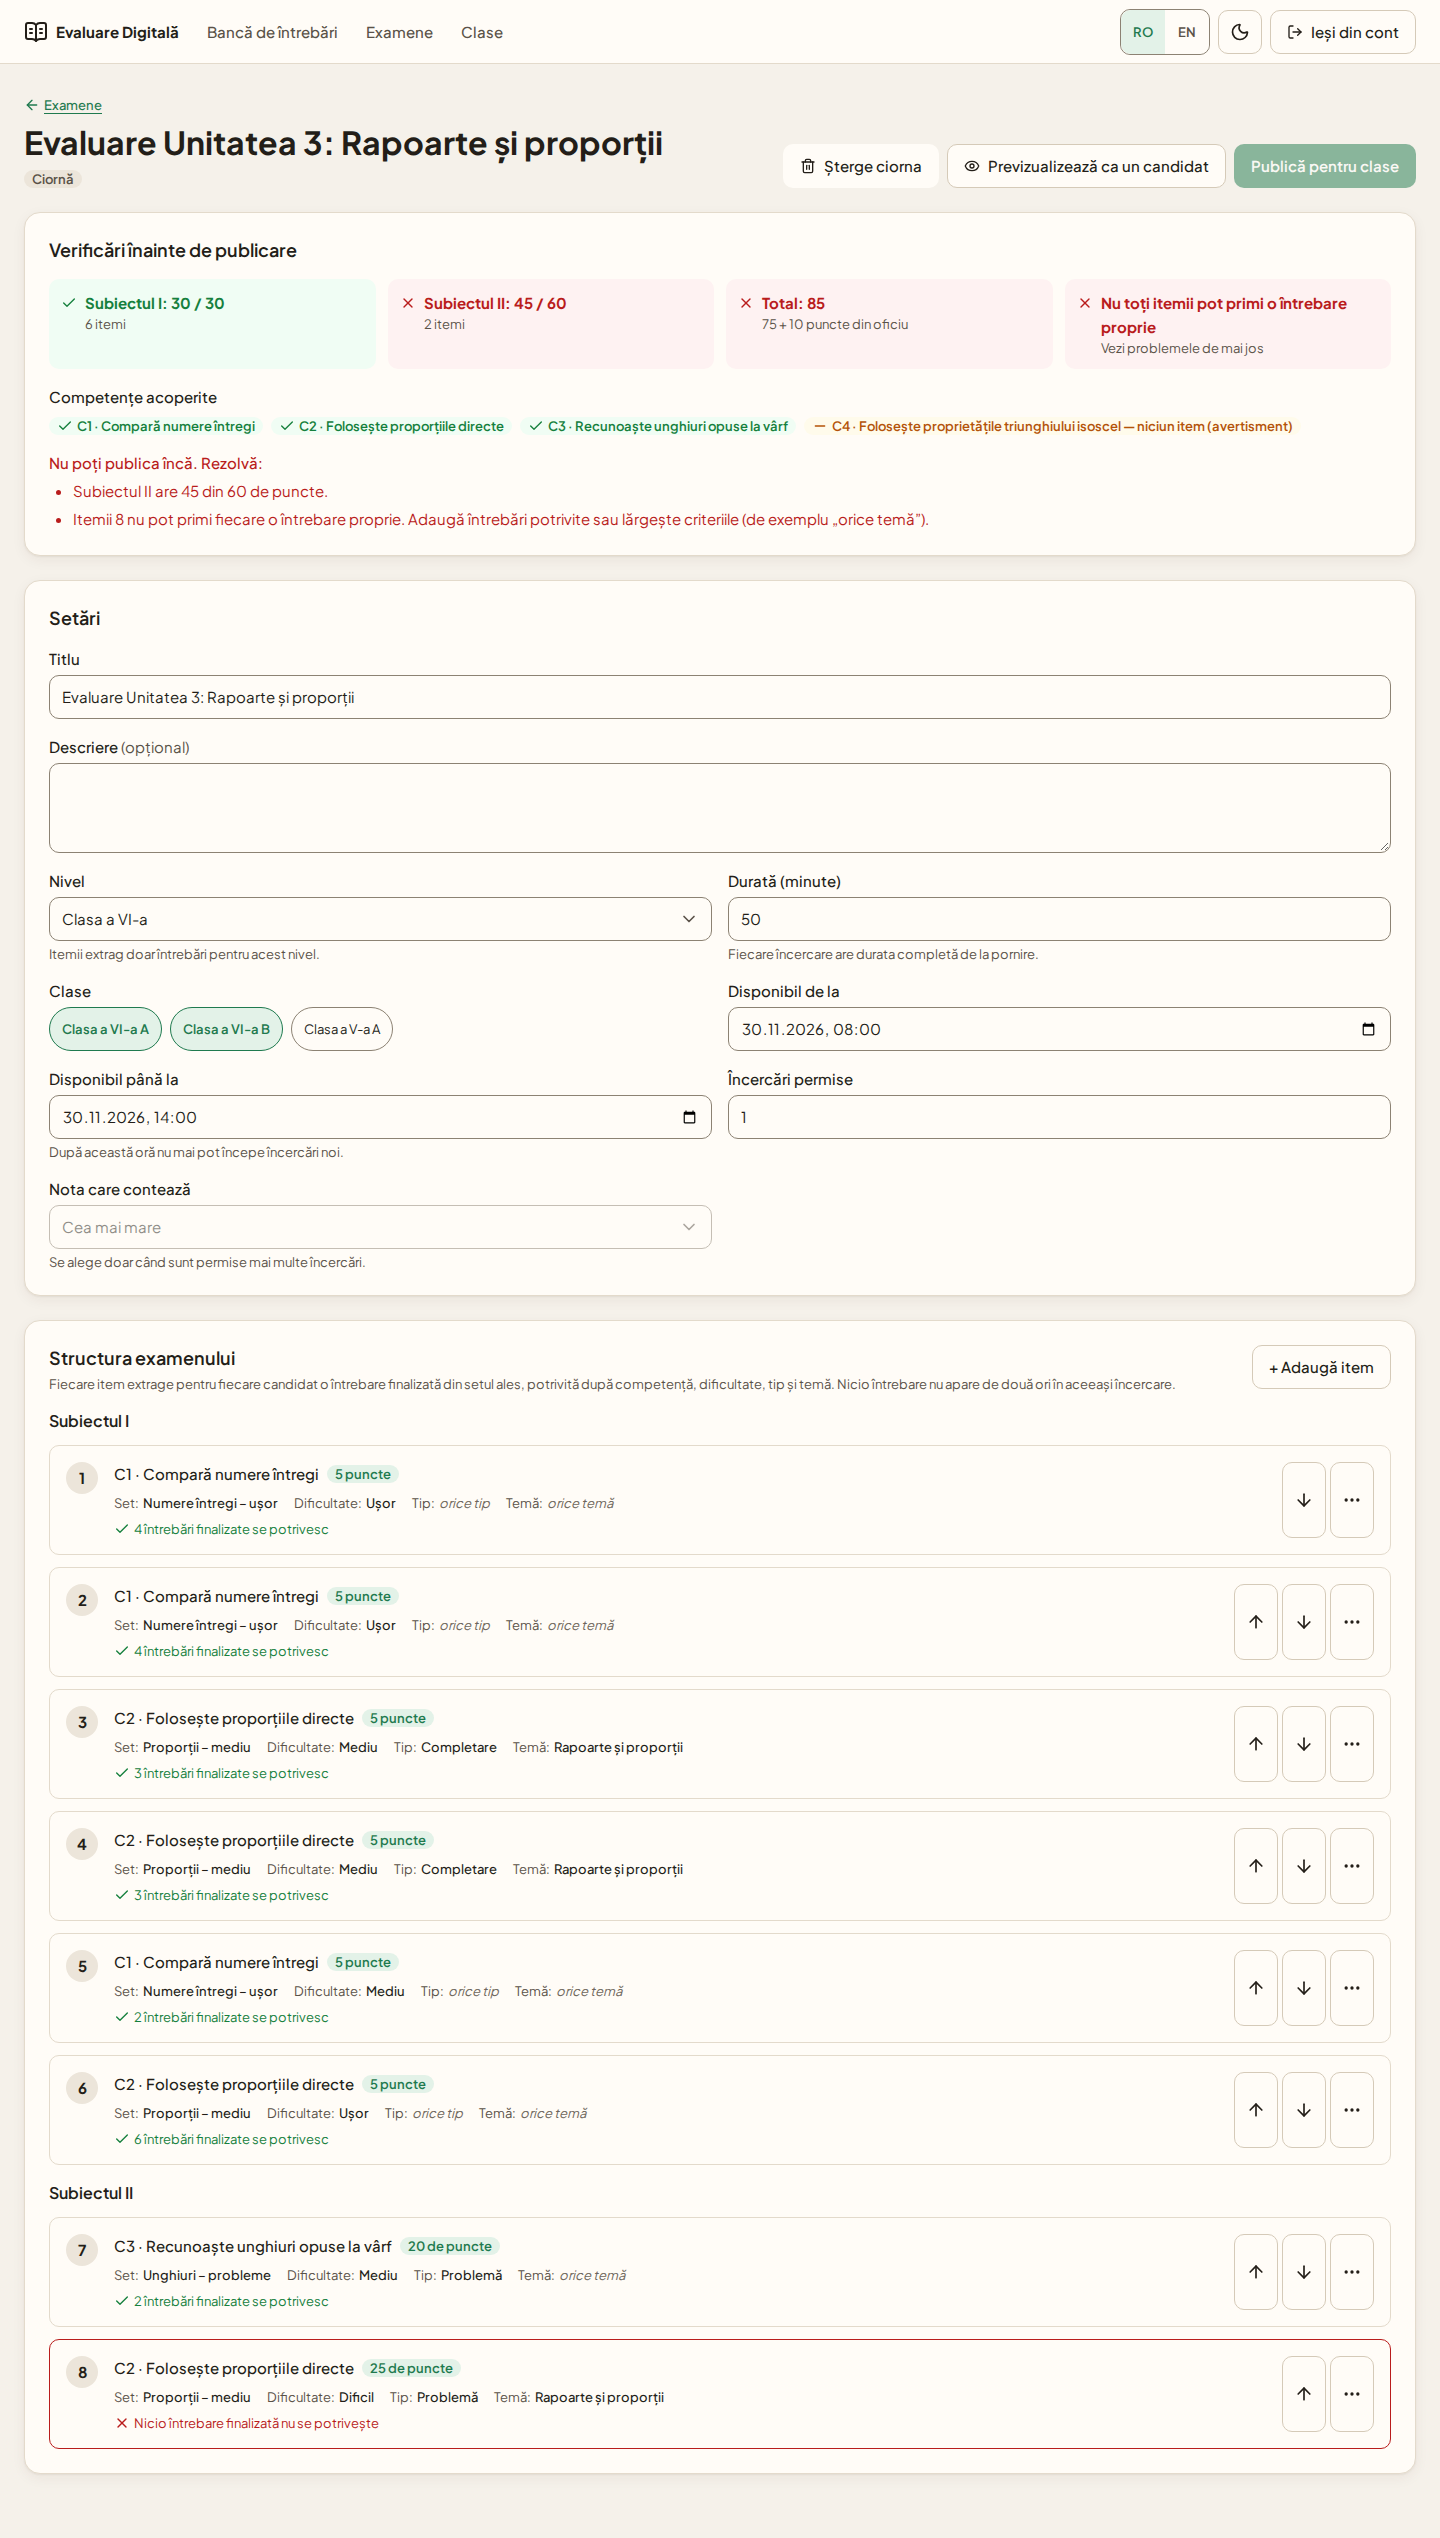 Evaluare Digitală
Bancă de întrebări
Examene
Clase
RO
EN
Ieși din cont
Examene
Evaluare Unitatea 3: Rapoarte și proporții
Ciornă
Șterge ciorna
Previzualizează ca un candidat
Publică pentru clase
Verificări înainte de publicare
Subiectul I: 30 / 30
6 itemi
Subiectul II: 45 / 60
2 itemi
Total: 85
75 + 10 puncte din oficiu
Nu toți itemii pot primi o întrebare
proprie
Vezi problemele de mai jos
Competențe acoperite
C1 · Compară numere întregi
C2 · Folosește proporțiile directe
C3 · Recunoaște unghiuri opuse la vârf
C4 · Folosește proprietățile triunghiului isoscel — niciun item (avertisment)
Nu poți publica încă. Rezolvă:
• Subiectul II are 45 din 60 de puncte.
• Itemii 8 nu pot primi fiecare o întrebare proprie. Adaugă întrebări potrivite sau lărgește criteriile (de exemplu „orice temă”).
Setări
Titlu
Evaluare Unitatea 3: Rapoarte și proporții
Descriere (opțional)
Nivel
Clasa a VI-a
Itemii extrag doar întrebări pentru acest nivel.
Durată (minute)
50
Fiecare încercare are durata completă de la pornire.
Clase
Clasa a VI-a A
Clasa a VI-a B
Clasa a V-a A
Disponibil de la
30.11.2026, 08:00
Disponibil până la
30.11.2026, 14:00
După această oră nu mai pot începe încercări noi.
Încercări permise
1
Nota care contează
Cea mai mare
Se alege doar când sunt permise mai multe încercări.
Structura examenului
Fiecare item extrage pentru fiecare candidat o întrebare finalizată din setul ales, potrivită după competență, dificultate, tip și temă. Nicio întrebare nu apare de două ori în aceeași încercare.
+ Adaugă item
Subiectul I
1
C1 · Compară numere întregi 5 puncte
Set: Numere întregi – ușor Dificultate: Ușor Tip: orice tip Temă: orice temă
4 întrebări finalizate se potrivesc
2
C1 · Compară numere întregi 5 puncte
Set: Numere întregi – ușor Dificultate: Ușor Tip: orice tip Temă: orice temă
4 întrebări finalizate se potrivesc
3
C2 · Folosește proporțiile directe 5 puncte
Set: Proporții – mediu Dificultate: Mediu Tip: Completare Temă: Rapoarte și proporții
3 întrebări finalizate se potrivesc
4
C2 · Folosește proporțiile directe 5 puncte
Set: Proporții – mediu Dificultate: Mediu Tip: Completare Temă: Rapoarte și proporții
3 întrebări finalizate se potrivesc
5
C1 · Compară numere întregi 5 puncte
Set: Numere întregi – ușor Dificultate: Mediu Tip: orice tip Temă: orice temă
2 întrebări finalizate se potrivesc
6
C2 · Folosește proporțiile directe 5 puncte
Set: Proporții – mediu Dificultate: Ușor Tip: orice tip Temă: orice temă
6 întrebări finalizate se potrivesc
Subiectul II
7
C3 · Recunoaște unghiuri opuse la vârf 20 de puncte
Set: Unghiuri – probleme Dificultate: Mediu Tip: Problemă Temă: orice temă
2 întrebări finalizate se potrivesc
8
C2 · Folosește proporțiile directe 25 de puncte
Set: Proporții – mediu Dificultate: Dificil Tip: Problemă Temă: Rapoarte și proporții
Nicio întrebare finalizată nu se potrivește